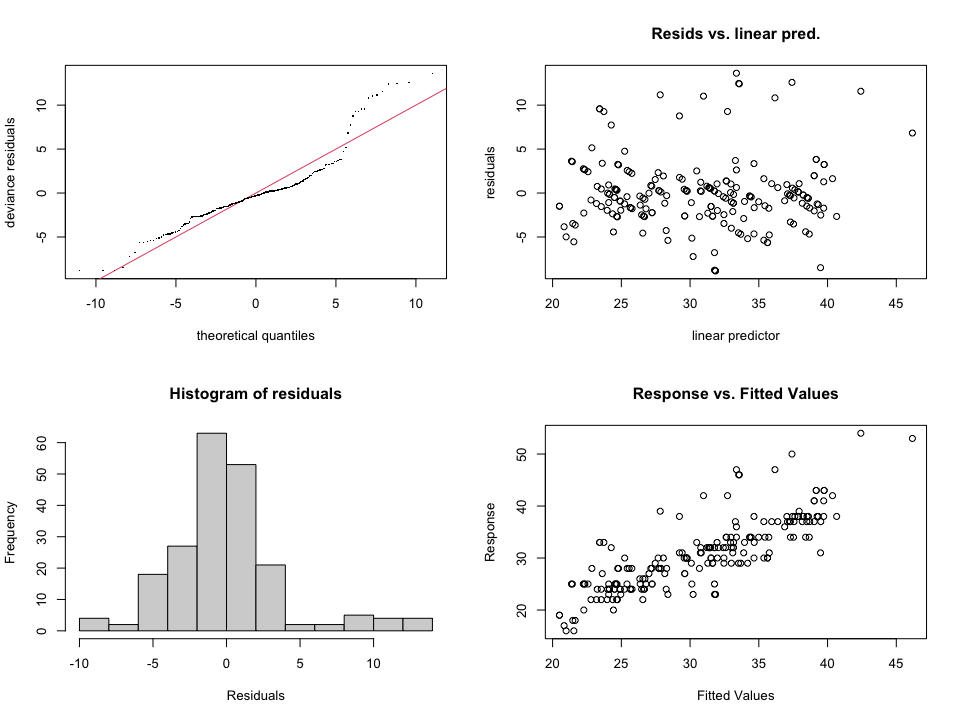 deviance residuals
10
5
0
-5
-10 -5 0 5 10
theoretical quantiles
Resids vs. linear pred.
residuals
10
5
0
-5
20 25 30 35 40 45
linear predictor
Histogram of residuals
Frequency
60
50
40
30
20
10
0
-10 -5 0 5 10
Residuals
Response vs. Fitted Values
Response
50
40
30
20
20 25 30 35 40 45
Fitted Values